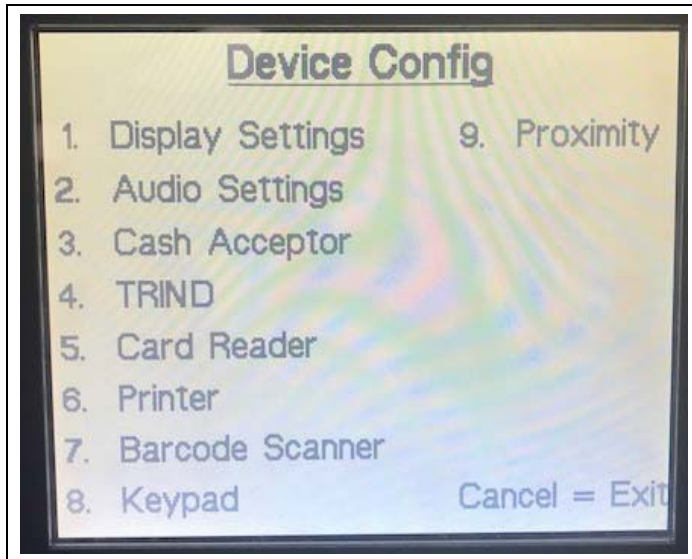 Device Config
1. Display Settings
2. Audio Settings
3. Cash Acceptor
4. TRIND
5. Card Reader
6. Printer
7. Barcode Scanner
8. Keypad
9. Proximity
Cancel = Exit